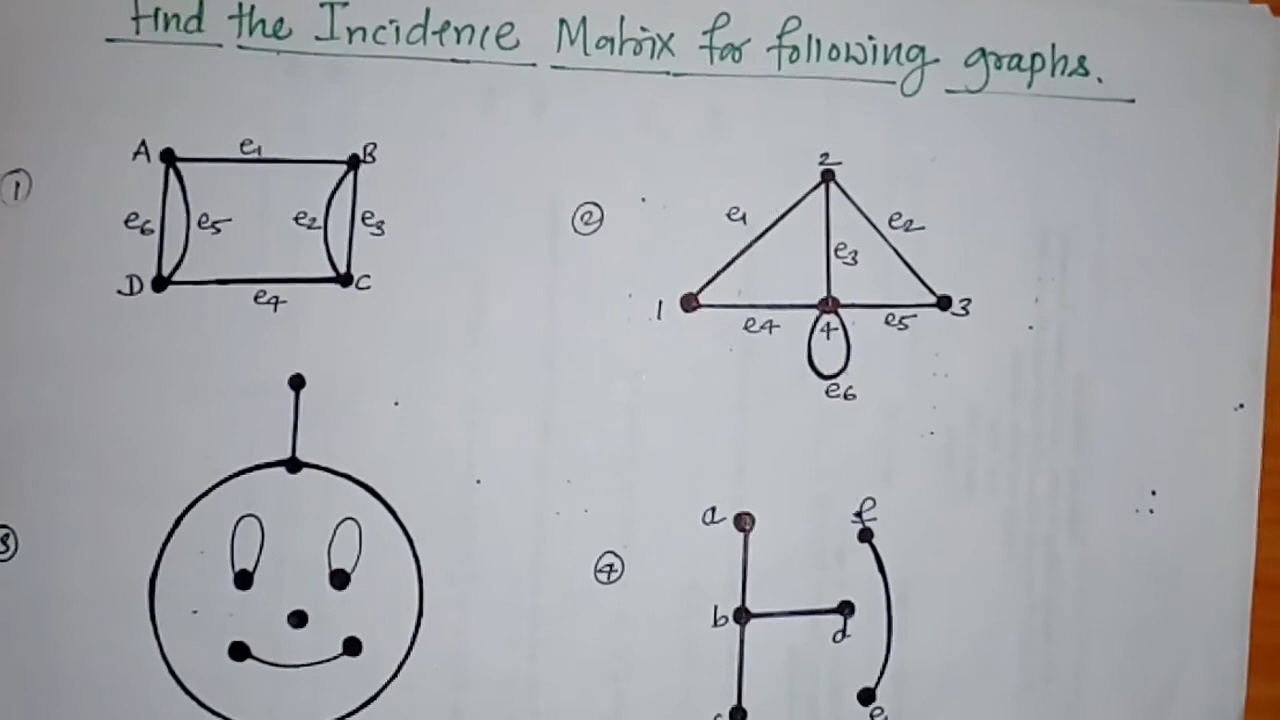 Find the Incidence Matrix for following graphs.
①
A e1 B
e6 e5 e2 e3
D e4 C
②
2
e1 e2
e3
1 e4 4 e5 3
e6
③
④
a f
b d
c e